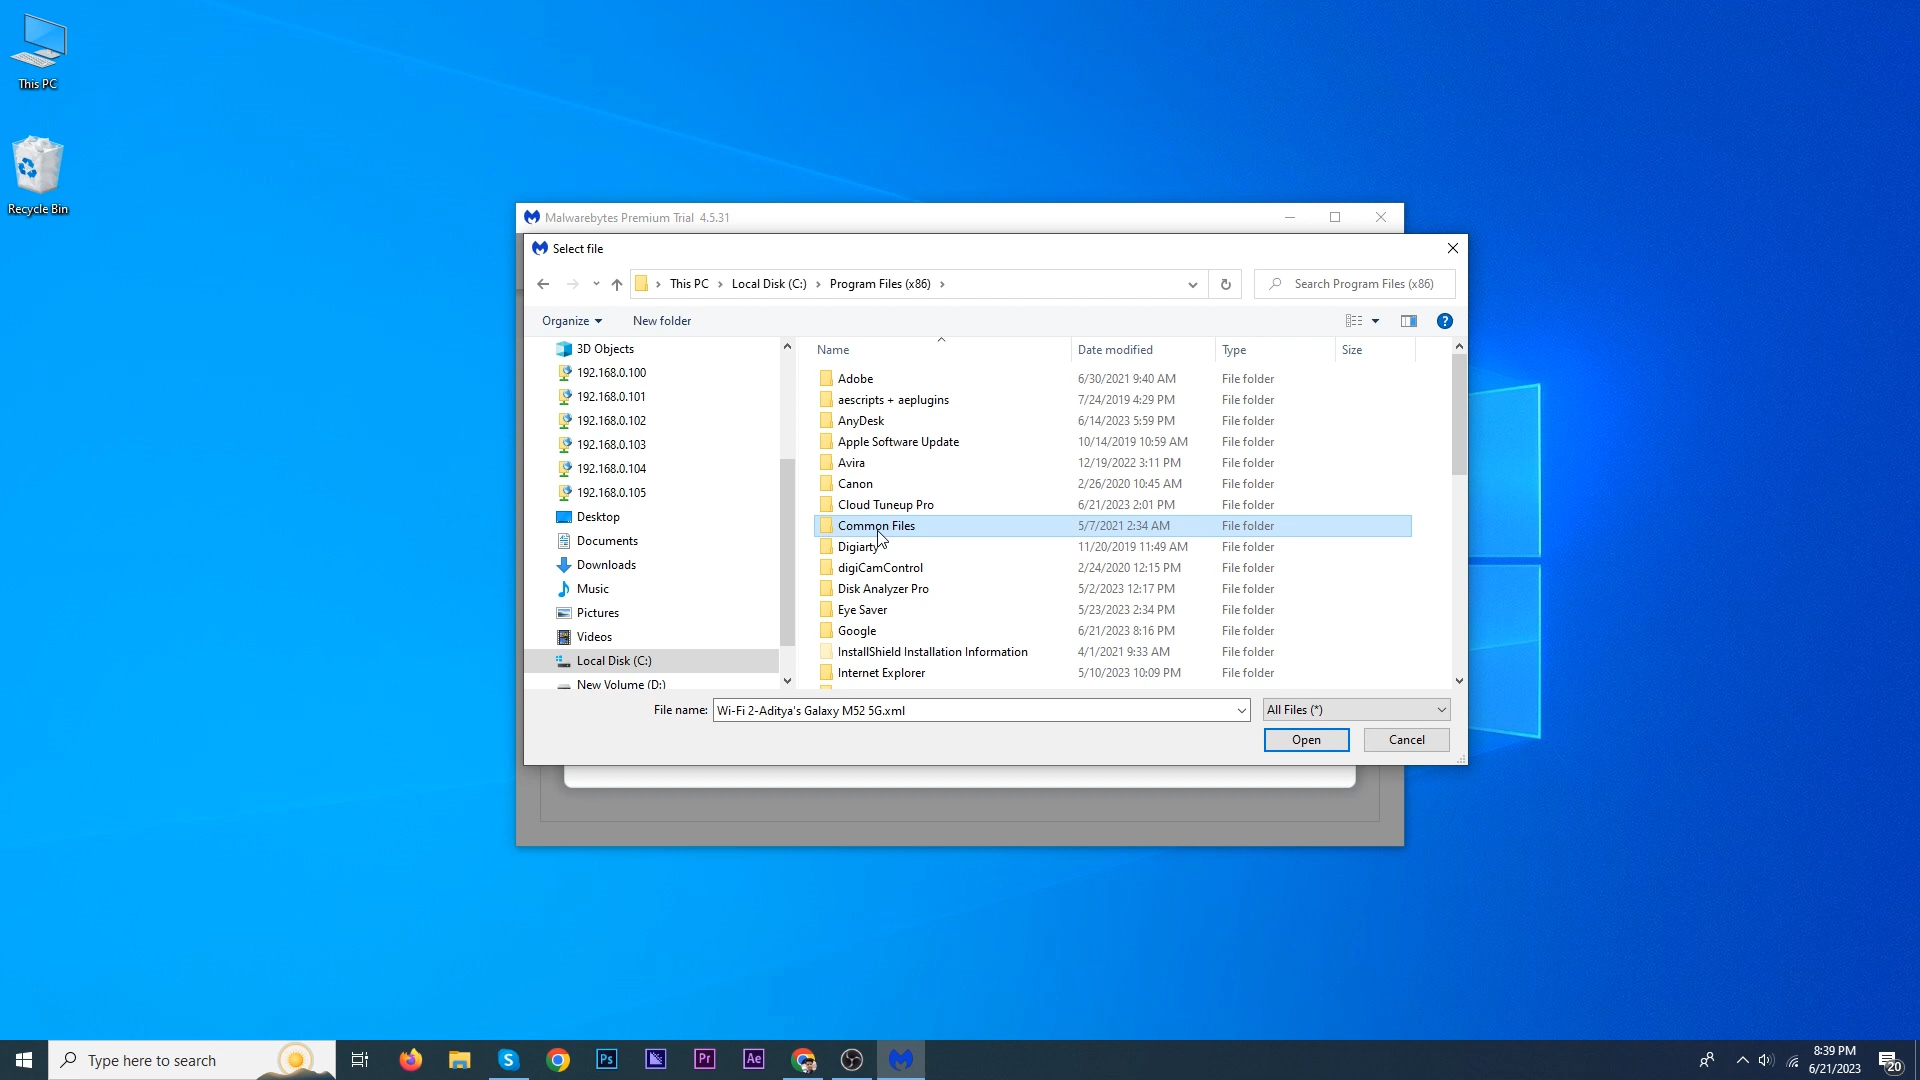 This PC
Recycle Bin
Malwarebytes Premium Trial 4.5.31
Select file
This PC > Local Disk (C:) > Program Files (x86) >
Search Program Files (x86)
Organize
New folder
3D Objects
192.168.0.100
192.168.0.101
192.168.0.102
192.168.0.103
192.168.0.104
192.168.0.105
Desktop
Documents
Downloads
Music
Pictures
Videos
Local Disk (C:)
New Volume (D:)
Name Date modified Type Size
Adobe 6/30/2021 9:40 AM File folder
aescripts + aeplugins 7/24/2019 4:29 PM File folder
AnyDesk 6/14/2023 5:59 PM File folder
Apple Software Update 10/14/2019 10:59 AM File folder
Avira 12/19/2022 3:11 PM File folder
Canon 2/26/2020 10:45 AM File folder
Cloud Tuneup Pro 6/21/2023 2:01 PM File folder
Common Files 5/7/2021 2:34 AM File folder
Digiarty 11/20/2019 11:49 AM File folder
digiCamControl 2/24/2020 12:15 PM File folder
Disk Analyzer Pro 5/2/2023 12:17 PM File folder
Eye Saver 5/23/2023 2:34 PM File folder
Google 6/21/2023 8:16 PM File folder
InstallShield Installation Information 4/1/2021 9:33 AM File folder
Internet Explorer 5/10/2023 10:09 PM File folder
File name: Wi-Fi 2-Aditya's Galaxy M52 5G.xml
All Files (*)
Open
Cancel
Type here to search
Ps
Pr
Ae
8:39 PM
6/21/2023
20